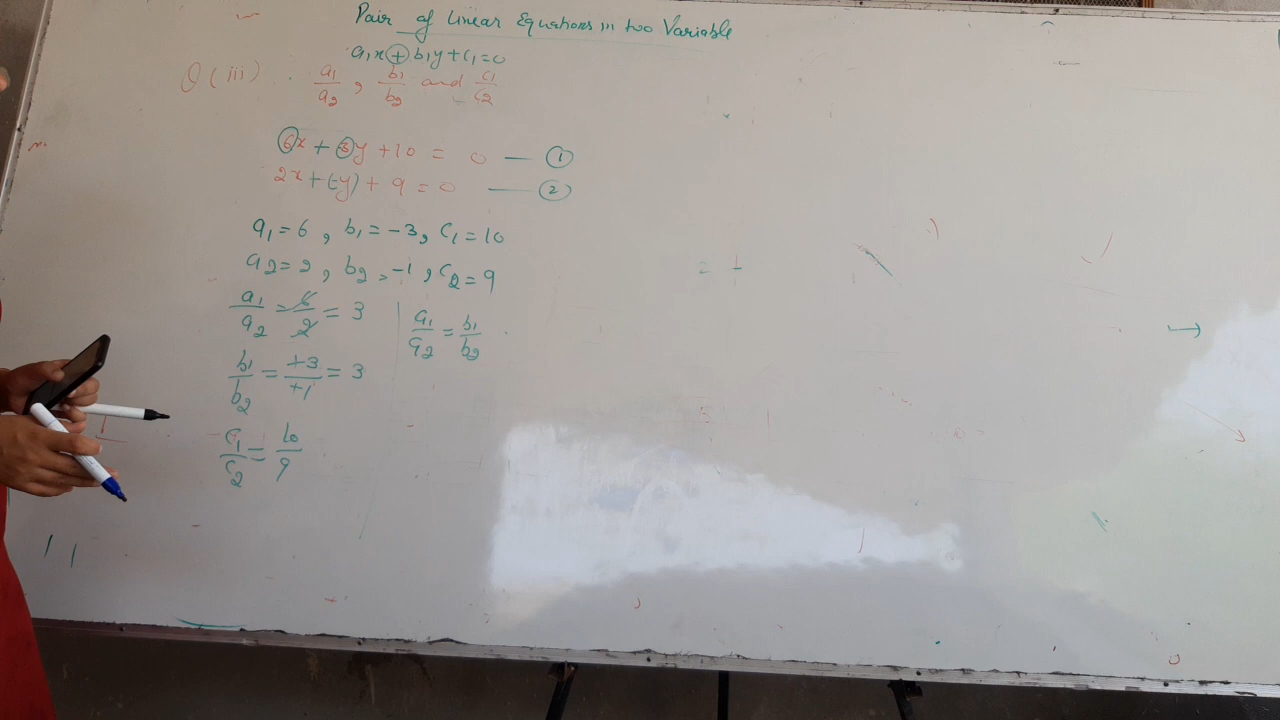 Pair of Linear Equations in two Variable
a₁x + b₁y + c₁ = 0
Q (iii) . a₁/a₂ , b₁/b₂ and c₁/c₂
6x + 3y + 10 = 0 — ①
2x + (-y) + 9 = 0 — ②
a₁ = 6 , b₁ = -3, c₁ = 10
a₂ = 2 , b₂ = -1 , c₂ = 9
a₁/a₂ = 6/2 = 3
a₁/a₂ = b₁/b₂
b₁/b₂ = +3/+1 = 3
c₁/c₂ = 10/9